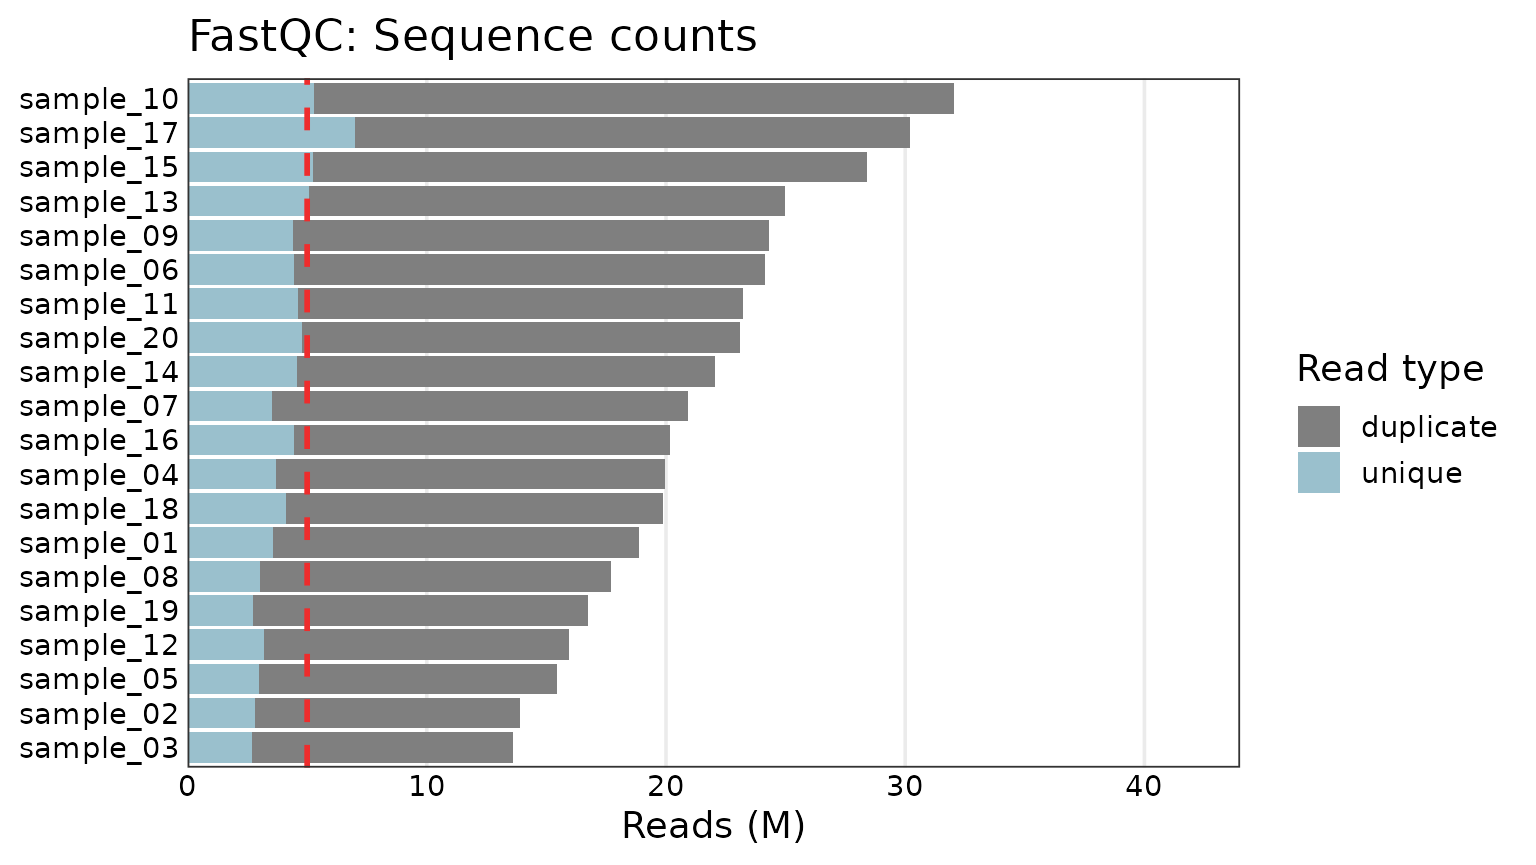 FastQC: Sequence counts
sample_10
sample_17
sample_15
sample_13
sample_09
sample_06
sample_11
sample_20
sample_14
sample_07
sample_16
sample_04
sample_18
sample_01
sample_08
sample_19
sample_12
sample_05
sample_02
sample_03
0 10 20 30 40
Reads (M)
Read type
duplicate
unique